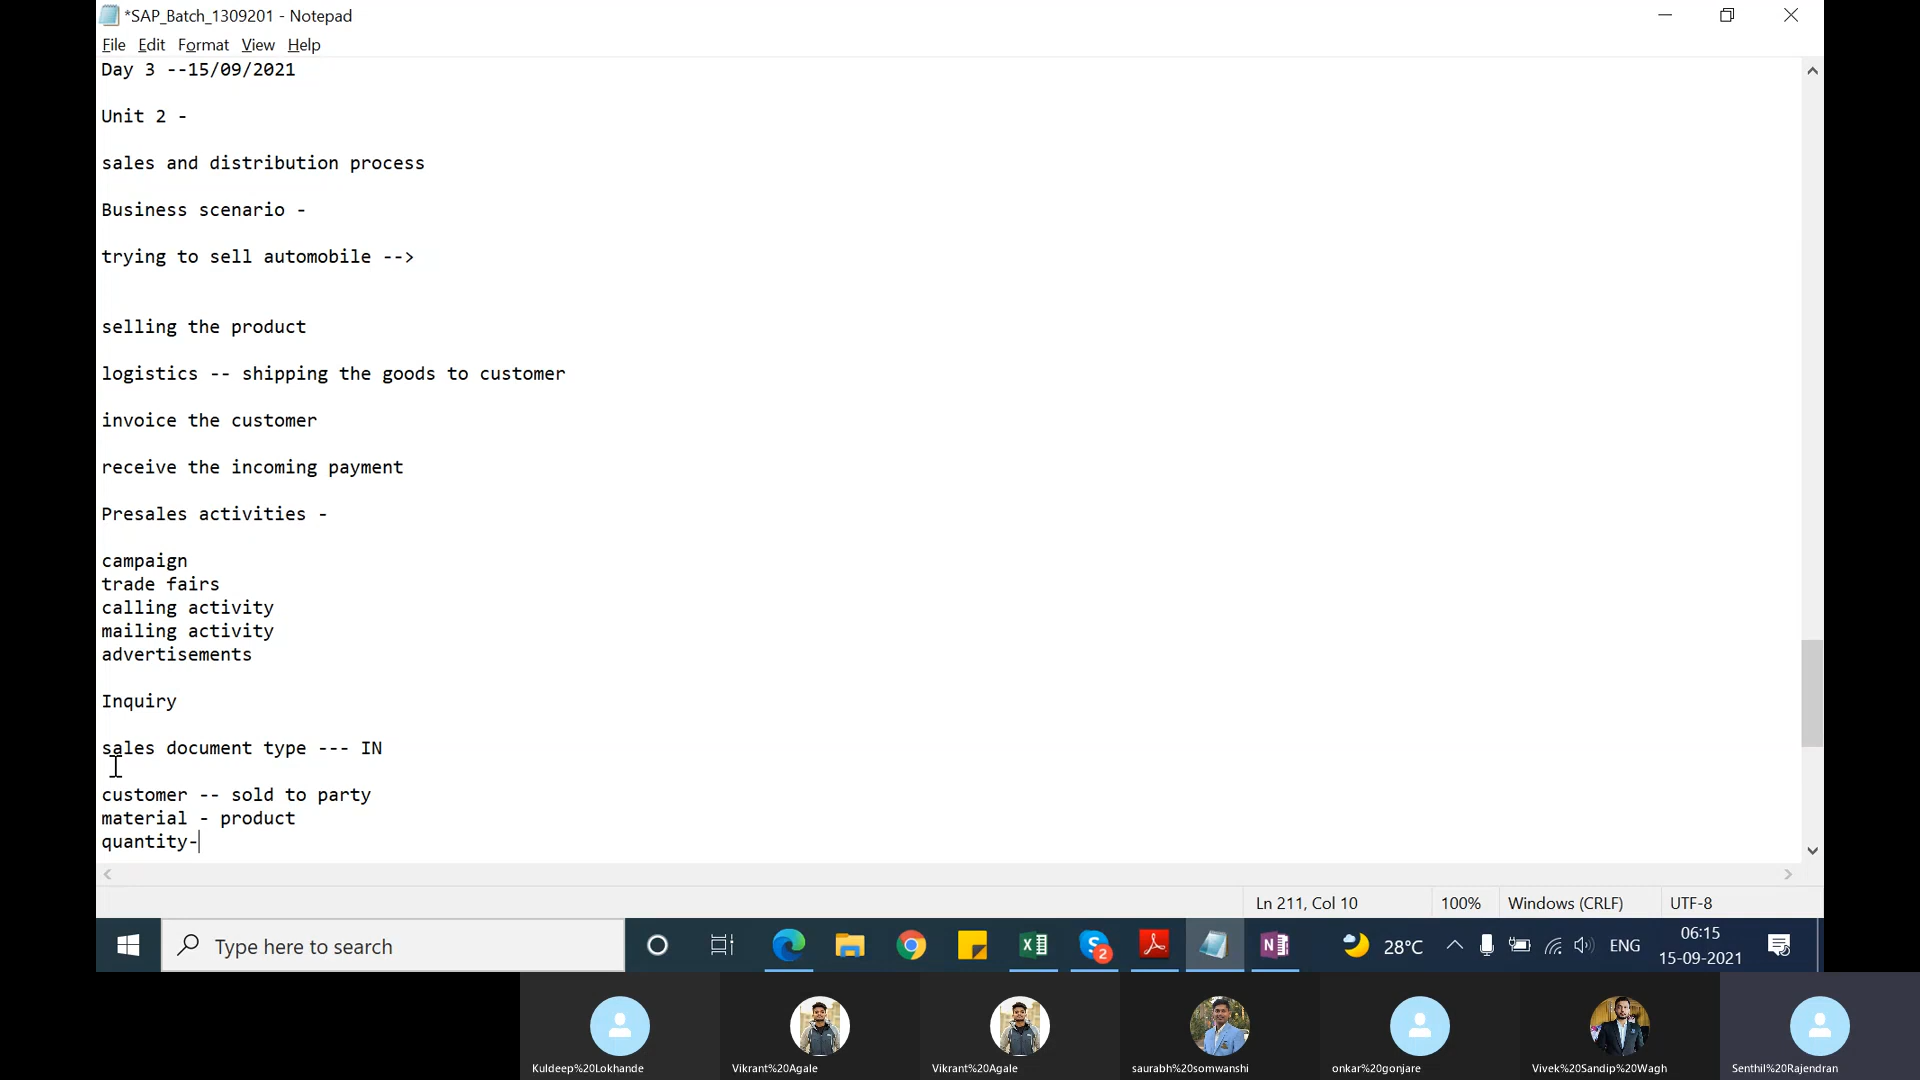 *SAP_Batch_1309201 - Notepad
File Edit Format View Help
Day 3 --15/09/2021
Unit 2 -
sales and distribution process
Business scenario -
trying to sell automobile -->
selling the product
logistics -- shipping the goods to customer
invoice the customer
receive the incoming payment
Presales activities -
campaign
trade fairs
calling activity
mailing activity
advertisements
Inquiry
sales document type --- IN
customer -- sold to party
material - product
quantity-
Ln 211, Col 10 100% Windows (CRLF) UTF-8
Type here to search 2 28°C ENG 06:15
15-09-2021
Kuldeep%20Lokhande Vikrant%20Agale Vikrant%20Agale saurabh%20somwanshi onkar%20gonjare Vivek%20Sandip%20Wagh Senthil%20Rajendran